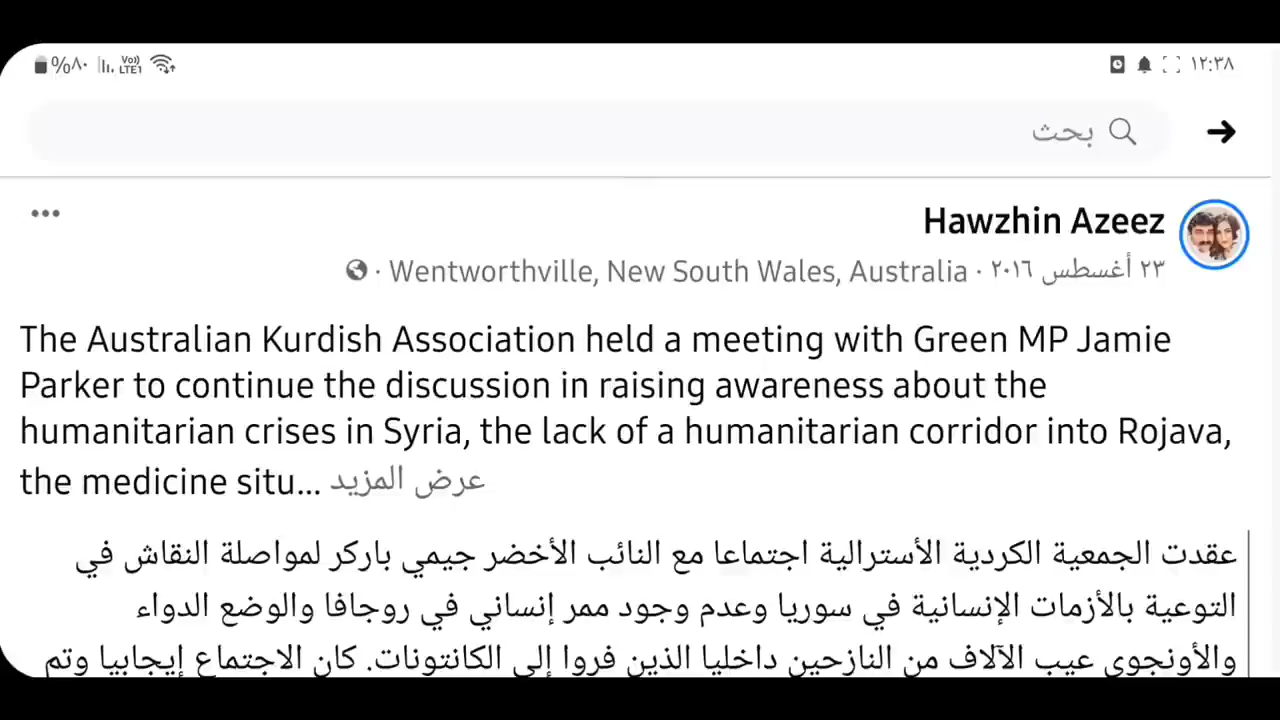 %٨٠ Vo)) LTE1 ١٢:٣٨
بحث
Hawzhin Azeez
٢٣ أغسطس ٢٠١٦ · Wentworthville, New South Wales, Australia ·
The Australian Kurdish Association held a meeting with Green MP Jamie
Parker to continue the discussion in raising awareness about the
humanitarian crises in Syria, the lack of a humanitarian corridor into Rojava,
the medicine situ... عرض المزيد
عقدت الجمعية الكردية الأسترالية اجتماعا مع النائب الأخضر جيمي باركر لمواصلة النقاش في
التوعية بالأزمات الإنسانية في سوريا وعدم وجود ممر إنساني في روجافا والوضع الدواء
والأونجوي عيب الآلاف من النازحين داخليا الذين فروا إلى الكانتونات. كان الاجتماع إيجابيا وتم